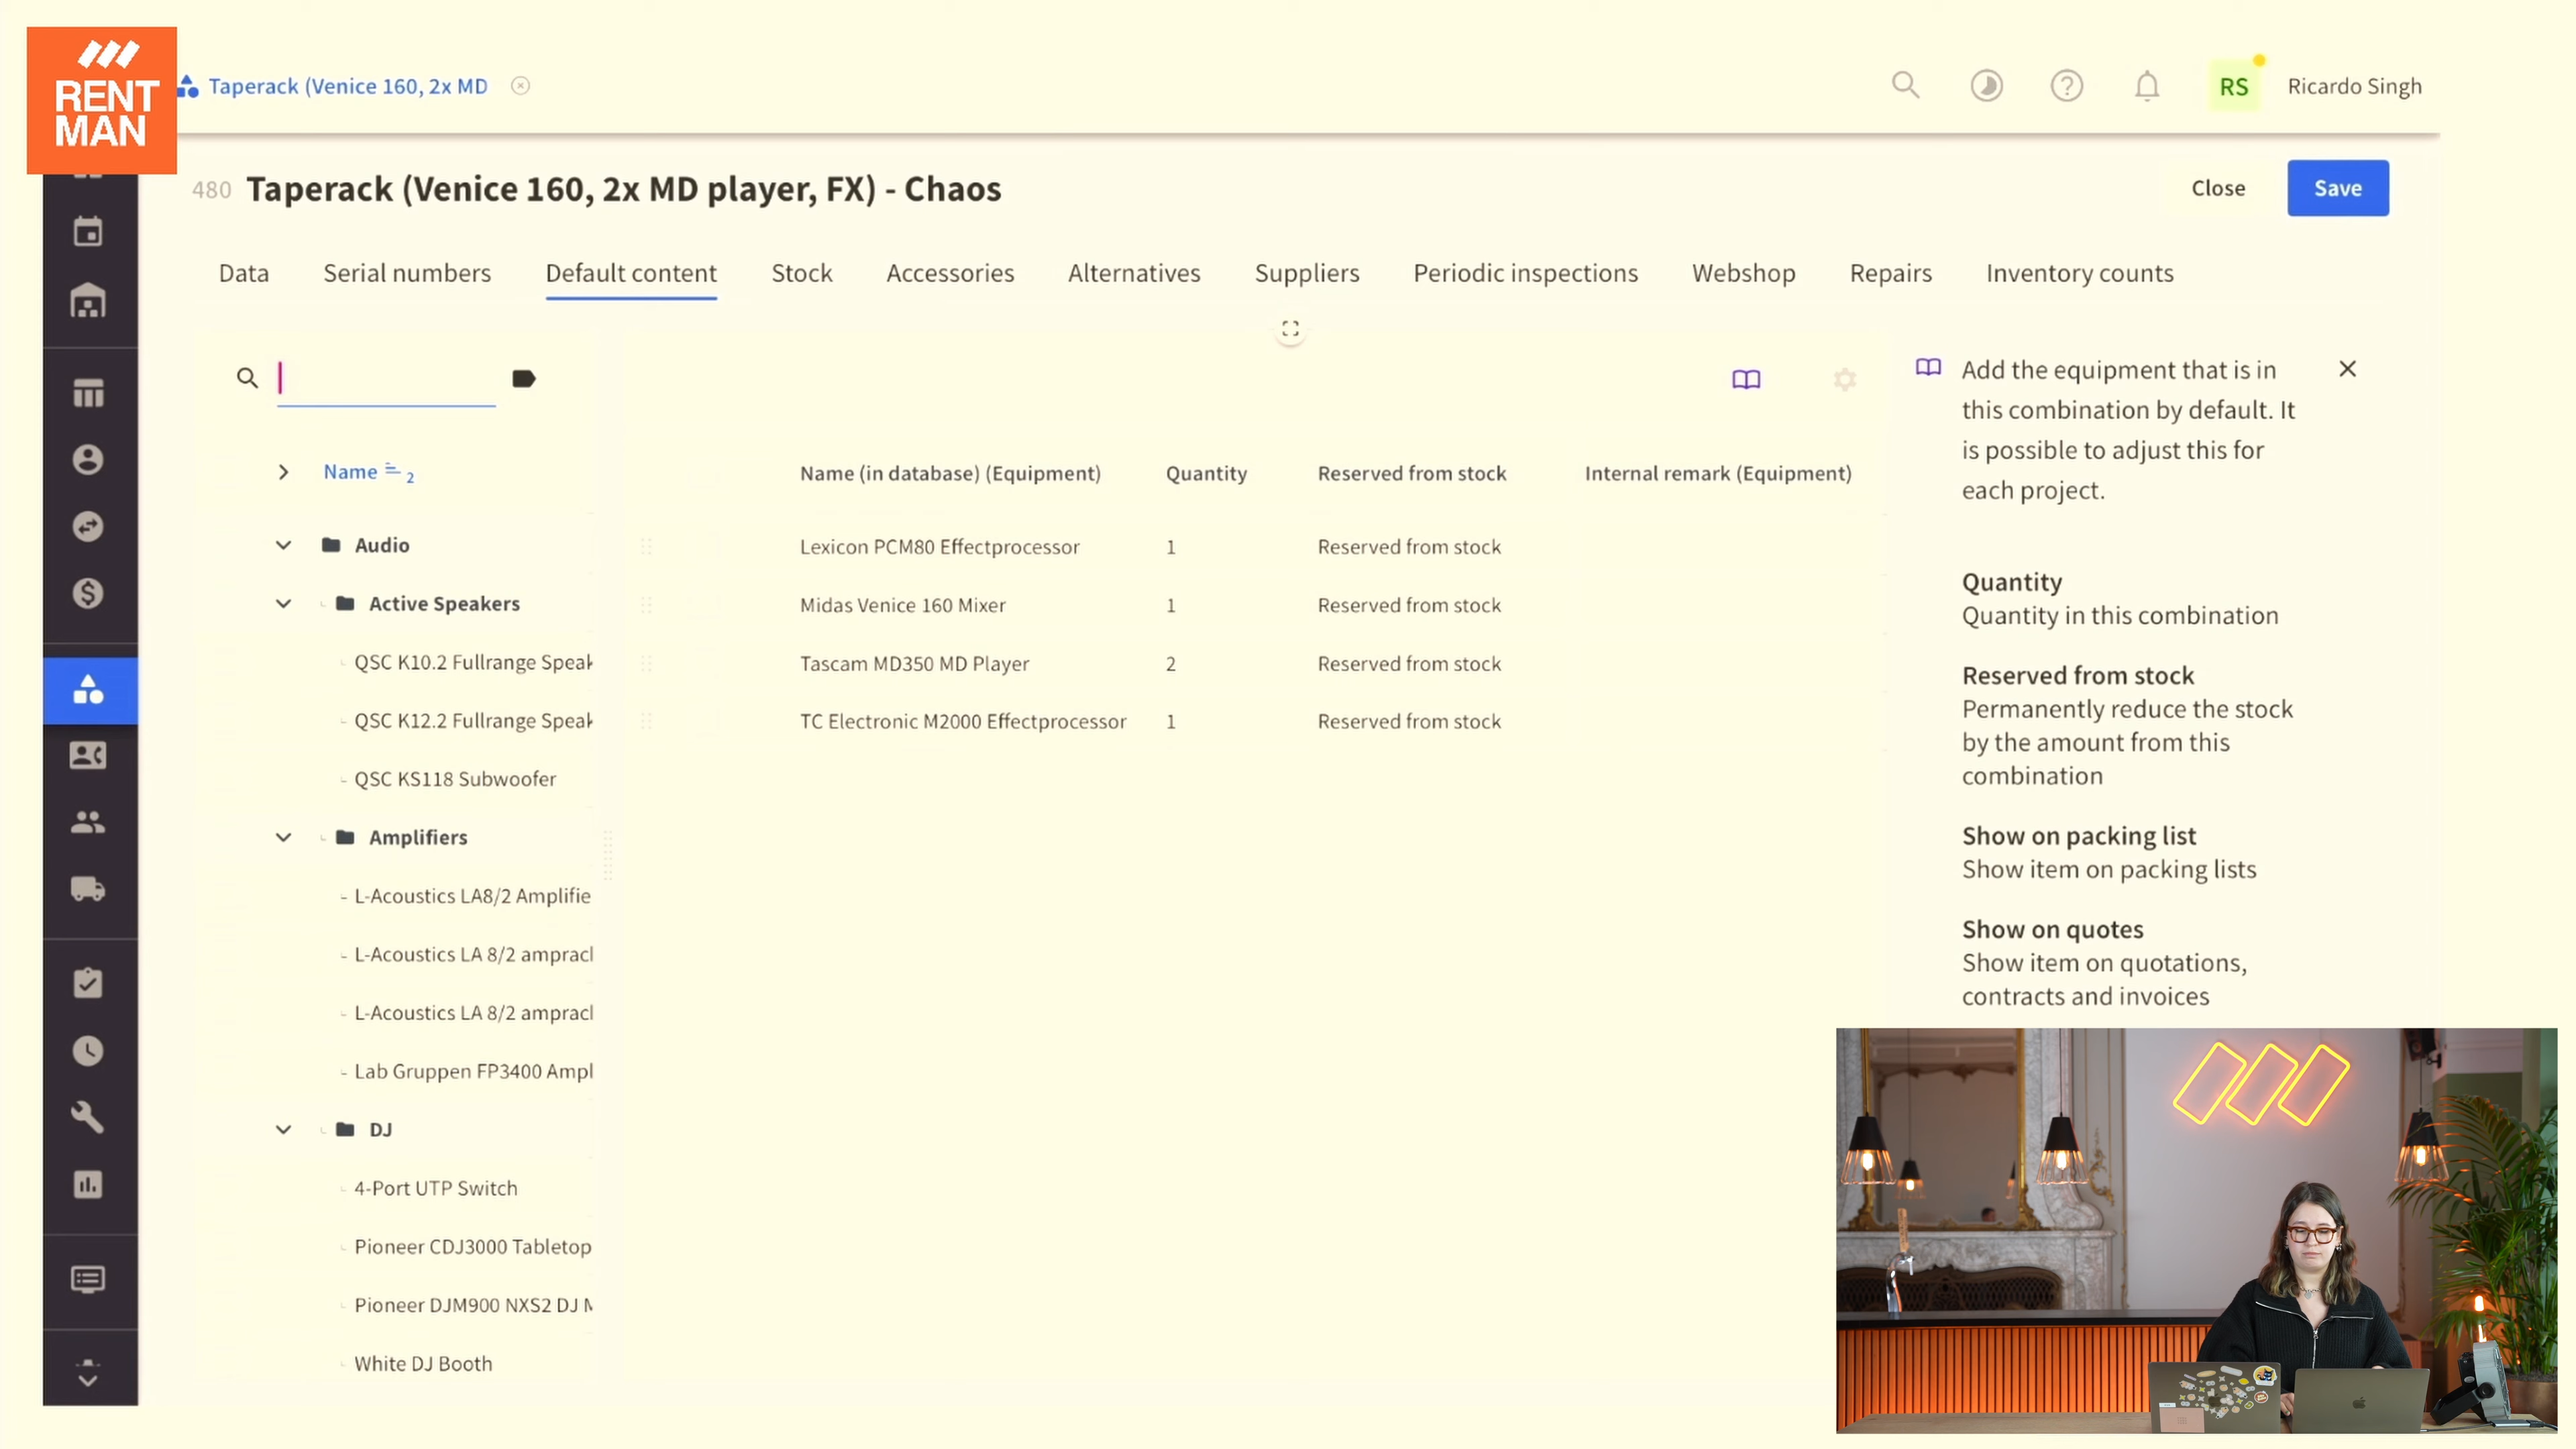 RENT
MAN
Taperack (Venice 160, 2x MD
RS
Ricardo Singh
480 Taperack (Venice 160, 2x MD player, FX) - Chaos
Close
Save
Data
Serial numbers
Default content
Stock
Accessories
Alternatives
Suppliers
Periodic inspections
Webshop
Repairs
Inventory counts
Name 2
Audio
Active Speakers
QSC K10.2 Fullrange Speak
QSC K12.2 Fullrange Speak
QSC KS118 Subwoofer
Amplifiers
L-Acoustics LA8/2 Amplifie
L-Acoustics LA 8/2 ampracl
L-Acoustics LA 8/2 ampracl
Lab Gruppen FP3400 Ampl
DJ
4-Port UTP Switch
Pioneer CDJ3000 Tabletop
Pioneer DJM900 NXS2 DJ M
White DJ Booth
Name (in database) (Equipment) Quantity Reserved from stock Internal remark (Equipment)
Lexicon PCM80 Effectprocessor 1 Reserved from stock
Midas Venice 160 Mixer 1 Reserved from stock
Tascam MD350 MD Player 2 Reserved from stock
TC Electronic M2000 Effectprocessor 1 Reserved from stock
Add the equipment that is in
this combination by default. It
is possible to adjust this for
each project.
Quantity
Quantity in this combination
Reserved from stock
Permanently reduce the stock
by the amount from this
combination
Show on packing list
Show item on packing lists
Show on quotes
Show item on quotations,
contracts and invoices